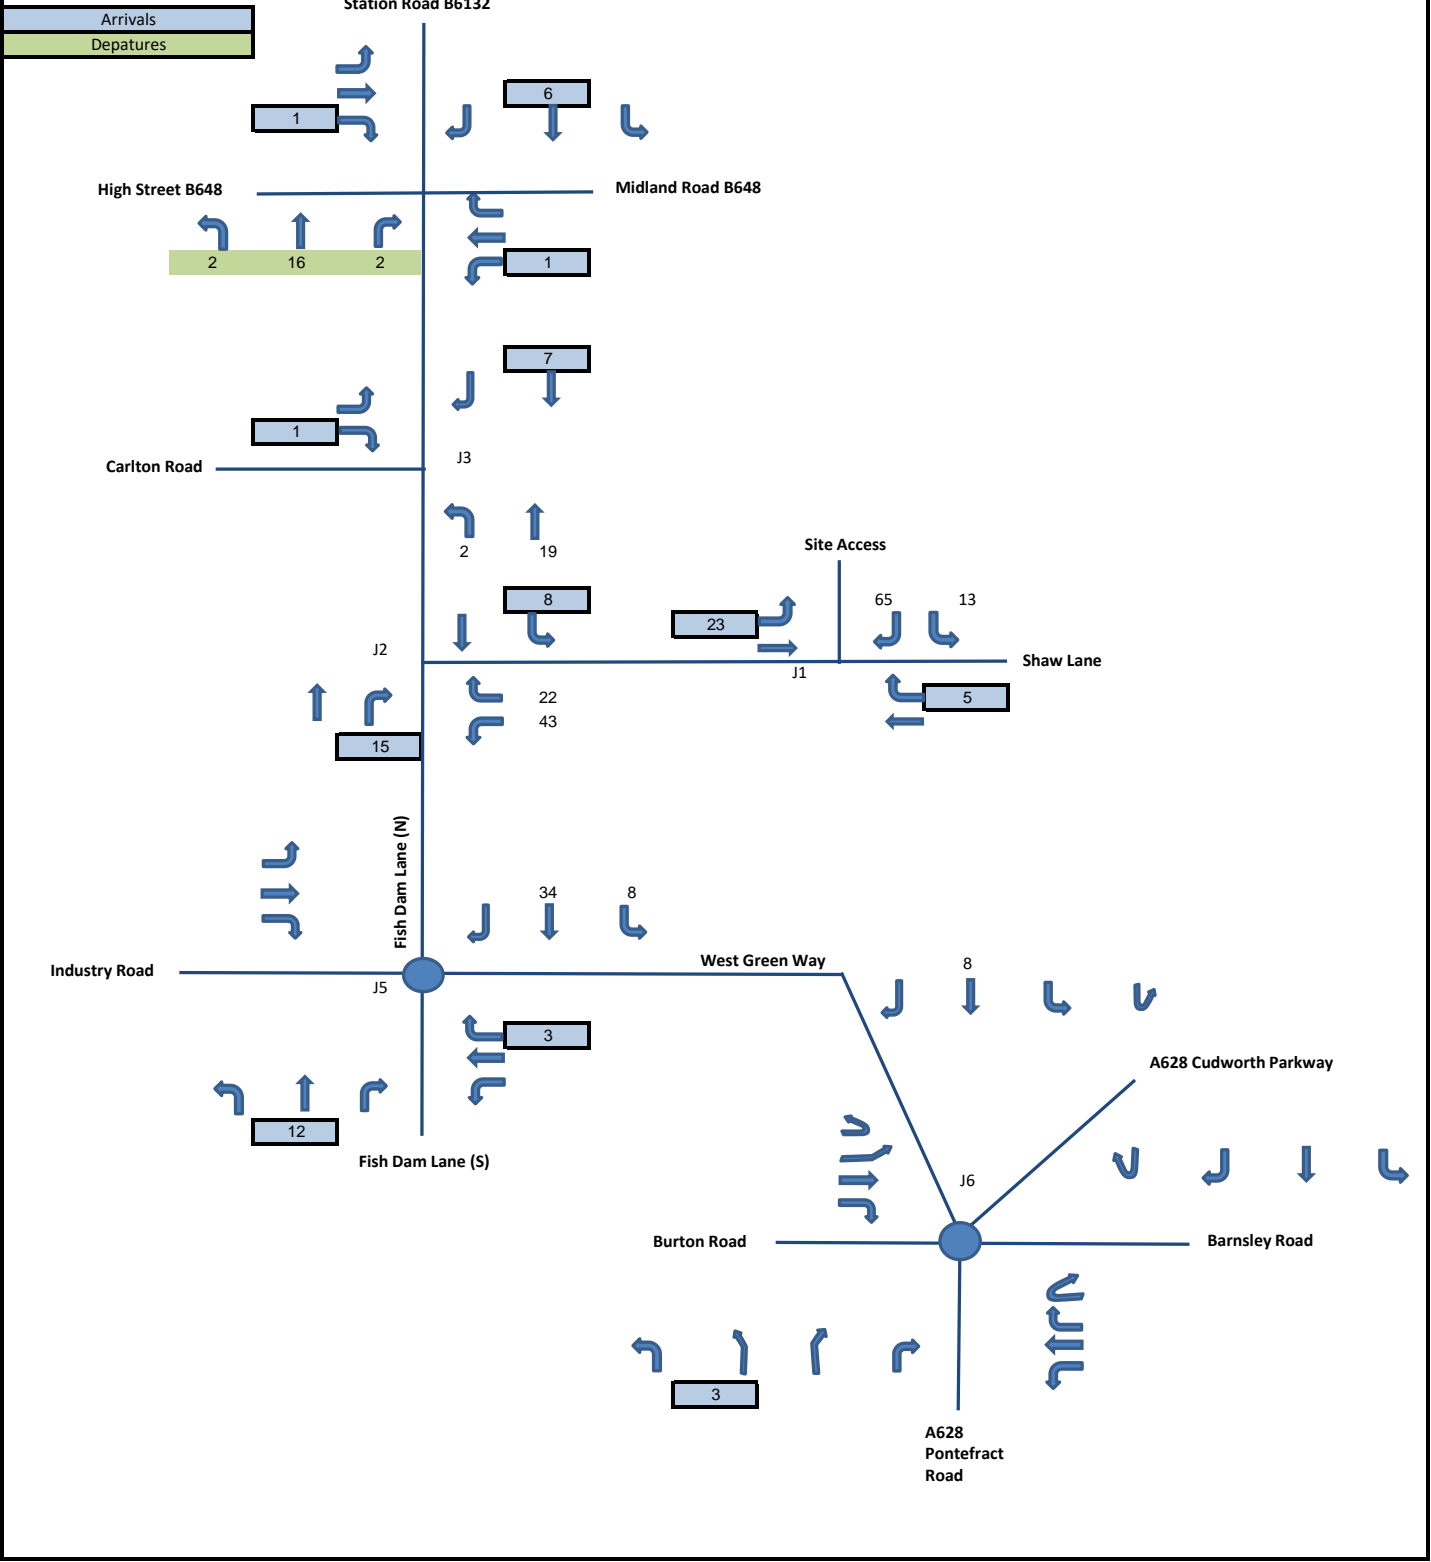 Station Road B6132
Arrivals
Depatures
6
1
High Street B648
Midland Road B648
2 16 2
1
7
1
J3
Carlton Road
2 19
Site Access
8
65 13
23
J2
Shaw Lane
J1
22
5
43
15
Fish Dam Lane (N)
34 8
West Green Way
8
Industry Road
J5
3
A628 Cudworth Parkway
12
Fish Dam Lane (S)
J6
Burton Road
Barnsley Road
3
A628
Pontefract
Road